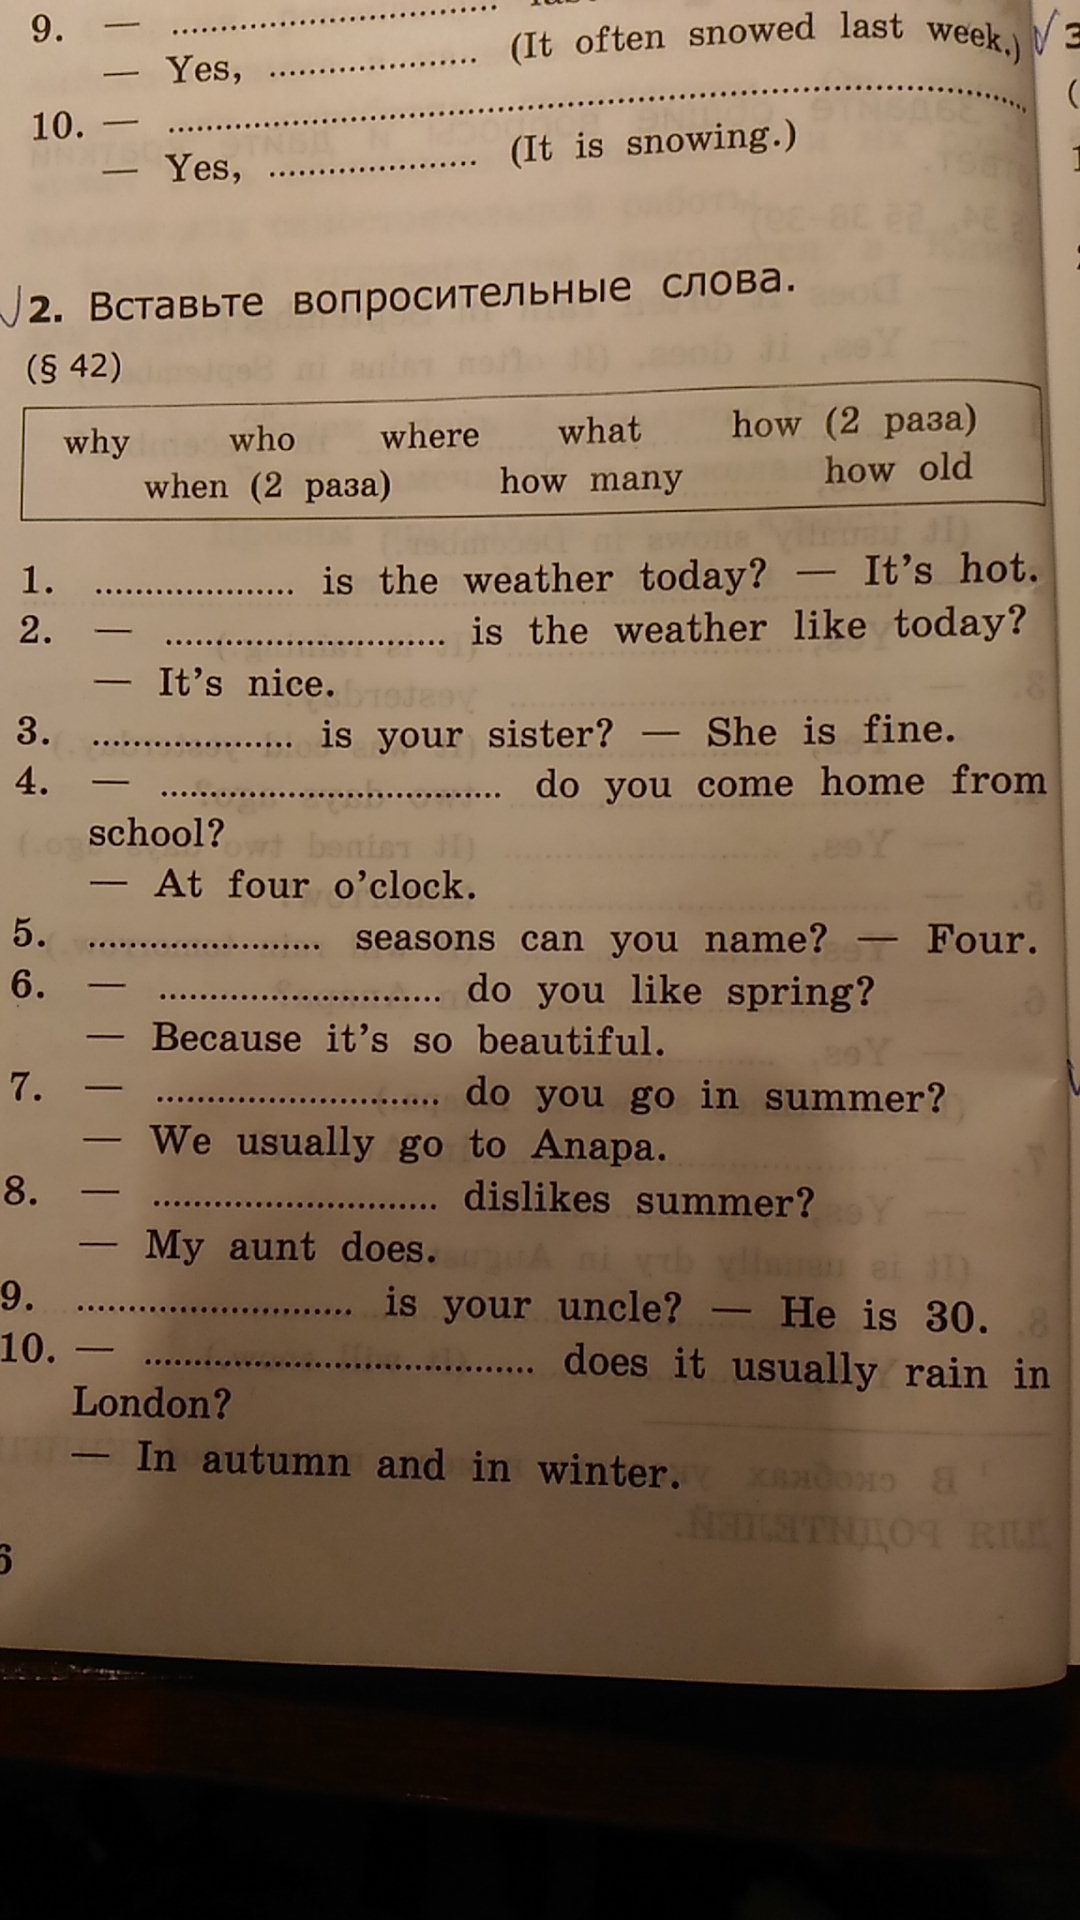 9. — ....................
— Yes, .................... (It often snowed last week.)
10. — ....................
— Yes, .................... (It is snowing.)
2. Вставьте вопросительные слова.
(§ 42)
why who where what how (2 раза)
when (2 раза) how many how old
1. .................... is the weather today? — It's hot.
2. — .................... is the weather like today?
— It's nice.
3. .................... is your sister? — She is fine.
4. — .................... do you come home from
school?
— At four o'clock.
5. .................... seasons can you name? — Four.
6. — .................... do you like spring?
— Because it's so beautiful.
7. — .................... do you go in summer?
— We usually go to Anapa.
8. — .................... dislikes summer?
— My aunt does.
9. .................... is your uncle? — He is 30.
10. — .................... does it usually rain in
London?
— In autumn and in winter.
6